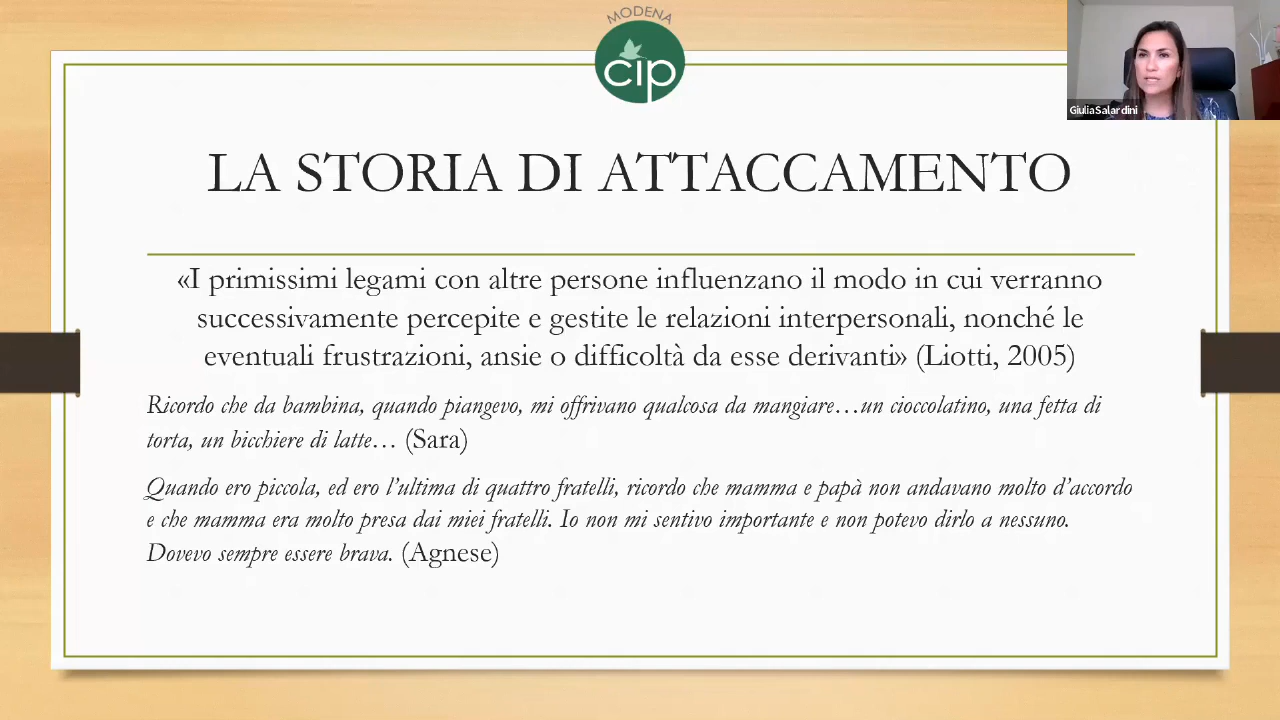 MODENA
cip
Giulia Salardini
LA STORIA DI ATTACCAMENTO
«I primissimi legami con altre persone influenzano il modo in cui verranno
successivamente percepite e gestite le relazioni interpersonali, nonché le
eventuali frustrazioni, ansie o difficoltà da esse derivanti» (Liotti, 2005)
Ricordo che da bambina, quando piangevo, mi offrivano qualcosa da mangiare…un cioccolatino, una fetta di
torta, un bicchiere di latte… (Sara)
Quando ero piccola, ed ero l’ultima di quattro fratelli, ricordo che mamma e papà non andavano molto d’accordo
e che mamma era molto presa dai miei fratelli. Io non mi sentivo importante e non potevo dirlo a nessuno.
Dovevo sempre essere brava. (Agnese)